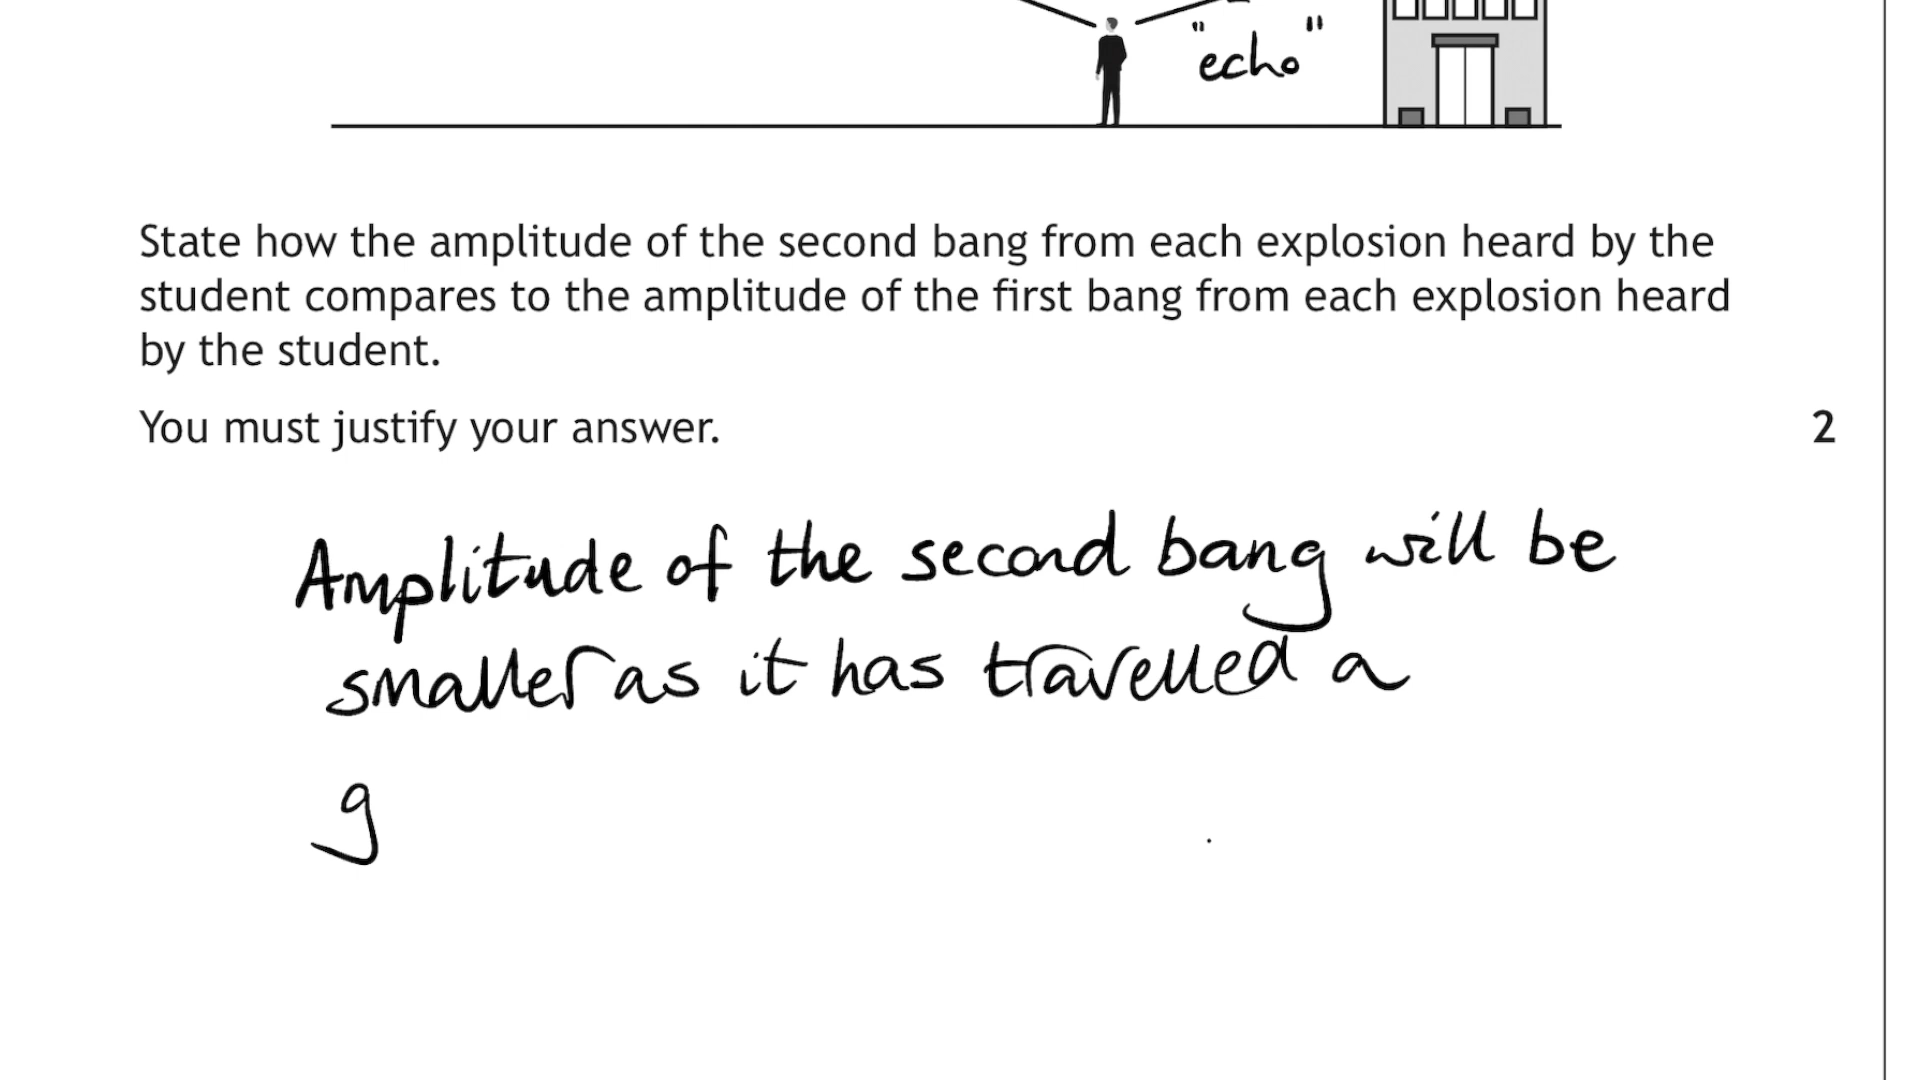 "echo"
State how the amplitude of the second bang from each explosion heard by the
student compares to the amplitude of the first bang from each explosion heard
by the student.
You must justify your answer. 2
Amplitude of the second bang will be
smaller as it has travelled a
g